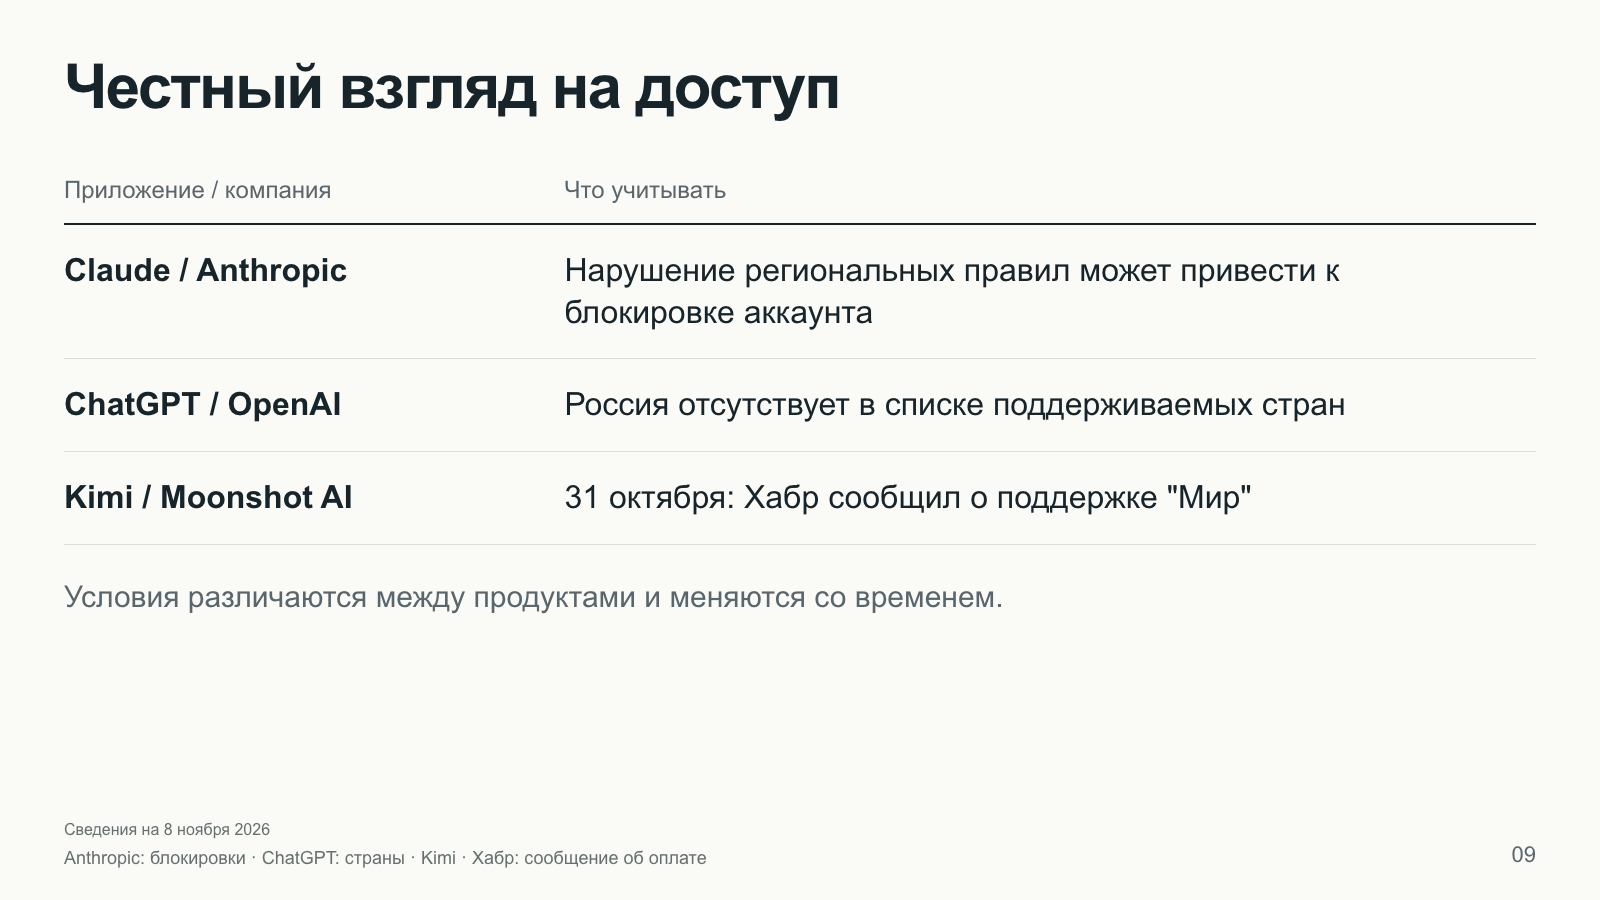 Честный взгляд на доступ
Приложение / компания
Что учитывать
Claude / Anthropic
Нарушение региональных правил может привести к
блокировке аккаунта
ChatGPT / OpenAI
Россия отсутствует в списке поддерживаемых стран
Kimi / Moonshot AI
31 октября: Хабр сообщил о поддержке "Мир"
Условия различаются между продуктами и меняются со временем.
Сведения на 8 ноября 2026
Anthropic: блокировки · ChatGPT: страны · Kimi · Хабр: сообщение об оплате
09